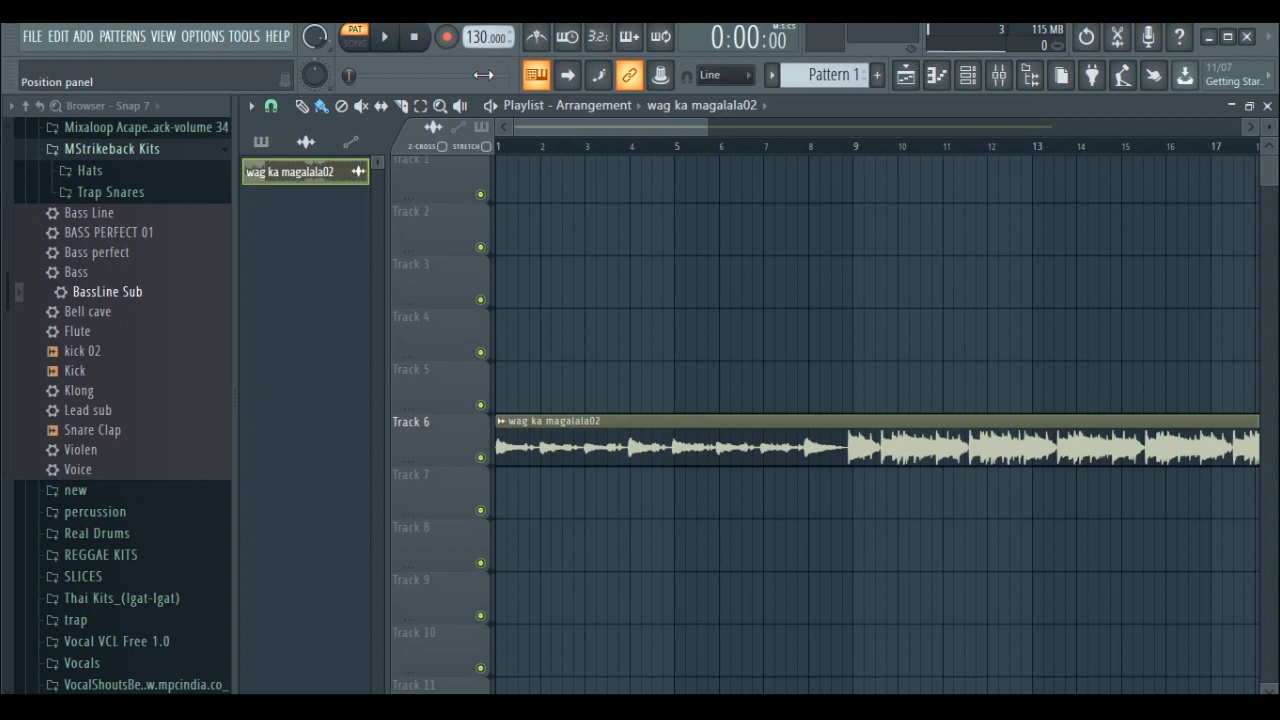 FILE EDIT ADD PATTERNS VIEW OPTIONS TOOLS HELP
PAT
SONG
130.000
3.2.
0:00:00
M:S:CS
3
115 MB
0
Position panel
Line
Pattern 1
11/07
Getting Star..
Browser - Snap 7
Playlist - Arrangement › wag ka magalala02 ›
Mixaloop Acape..ack-volume 34
MStrikeback Kits
Hats
Trap Snares
Bass Line
BASS PERFECT 01
Bass perfect
Bass
BassLine Sub
Bell cave
Flute
kick 02
Kick
Klong
Lead sub
Snare Clap
Violen
Voice
new
percussion
Real Drums
REGGAE KITS
SLICES
Thai Kits_(Igat-Igat)
trap
Vocal VCL Free 1.0
Vocals
VocalShoutsBe..w.mpcindia.co_
wag ka magalala02
Z-CROSS STRETCH
1 2 3 4 5 6 7 8 9 10 11 12 13 14 15 16 17
Track 1
Track 2
Track 3
Track 4
Track 5
Track 6
wag ka magalala02
Track 7
Track 8
Track 9
Track 10
Track 11